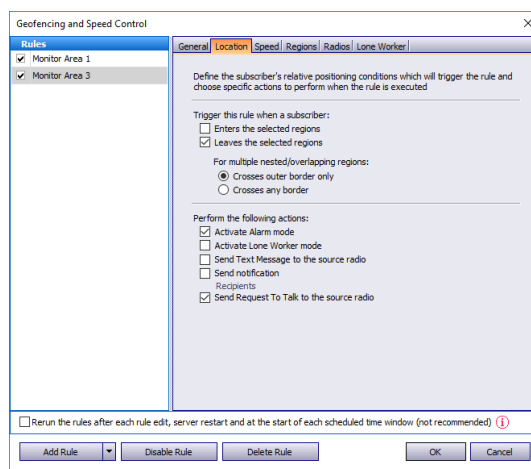 Geofencing and Speed Control
Rules
Monitor Area 1
Monitor Area 3
General Location Speed Regions Radios Lone Worker
Define the subscriber's relative positioning conditions which will trigger the rule and
choose specific actions to perform when the rule is executed
Trigger this rule when a subscriber:
Enters the selected regions
Leaves the selected regions
For multiple nested/overlapping regions:
Crosses outer border only
Crosses any border
Perform the following actions:
Activate Alarm mode
Activate Lone Worker mode
Send Text Message to the source radio
Send notification
Recipients
Send Request To Talk to the source radio
Rerun the rules after each rule edit, server restart and at the start of each scheduled time window (not recommended)
Add Rule Disable Rule Delete Rule OK Cancel